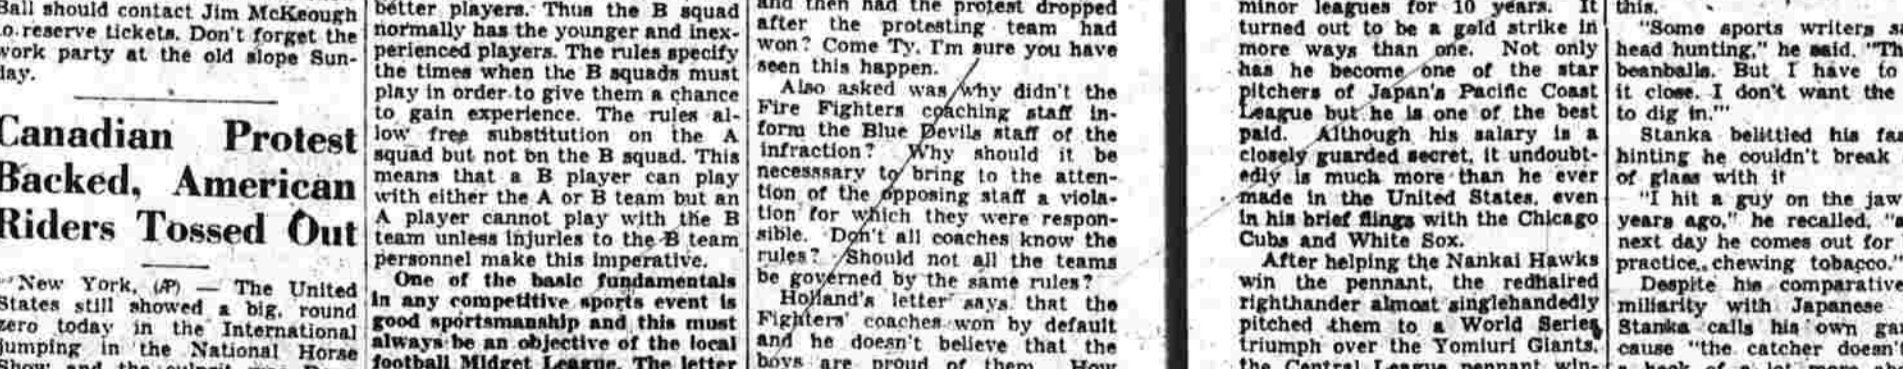 Ball should contact Jim McKeough
to reserve tickets. Don't forget the
work party at the old slope Sun-
day.
Canadian Protest
Backed, American
Riders Tossed Out
New York, (AP) — The United
States still showed a big, round
zero today in the International
jumping in the National Horse
better players. Thus the B squad
normally has the younger and inex-
perienced players. The rules specify
the times when the B squads must
play in order to give them a chance
to gain experience. The rules al-
low free substitution on the A
squad but not on the B squad. This
means that a B player can play
with either the A or B team but an
A player cannot play with the B
team unless injuries to the B team
personnel make this imperative.
One of the basic fundamentals
in any competitive sports event is
good sportsmanship and this must
always be an objective of the local
football Midget League. The letter
and then had the protest dropped
after the protesting team had
won? Come Ty, I'm sure you have
seen this happen.
Also asked was why didn't the
Fire Fighters coaching staff in-
form the Blue Devils staff of the
infraction? Why should it be
necesssary to bring to the atten-
tion of the opposing staff a viola-
tion for which they were respon-
sible. Don't all coaches know the
rules? Should not all the teams
be governed by the same rules?
Holland's letter says that the
Fighters' coaches won by default
and he doesn't believe that the
boys are proud of them. How
minor leagues for 10 years. It
turned out to be a gold strike in
more ways than one. Not only
has he become one of the star
pitchers of Japan's Pacific Coast
League but he is one of the best
paid. Although his salary is a
closely guarded secret, it undoubt-
edly is much more than he ever
made in the United States, even
in his brief flings with the Chicago
Cubs and White Sox.
After helping the Nankai Hawks
win the pennant, the redhaired
righthander almost singlehandedly
pitched them to a World Series
triumph over the Yomiuri Giants,
the Central League pennant win-
this.
"Some sports writers
head hunting," he said. "Th
beanballs. But I have to
it close. I don't want the
to dig in."'
Stanka belittled his fas
hinting he couldn't break
of glass with it
"I hit a guy on the jaw
years ago," he recalled, "a
next day he comes out for
practice, chewing tobacco."
Despite his comparative
miliarity with Japanese
Stanka calls his own ga
cause "the catcher doesn't